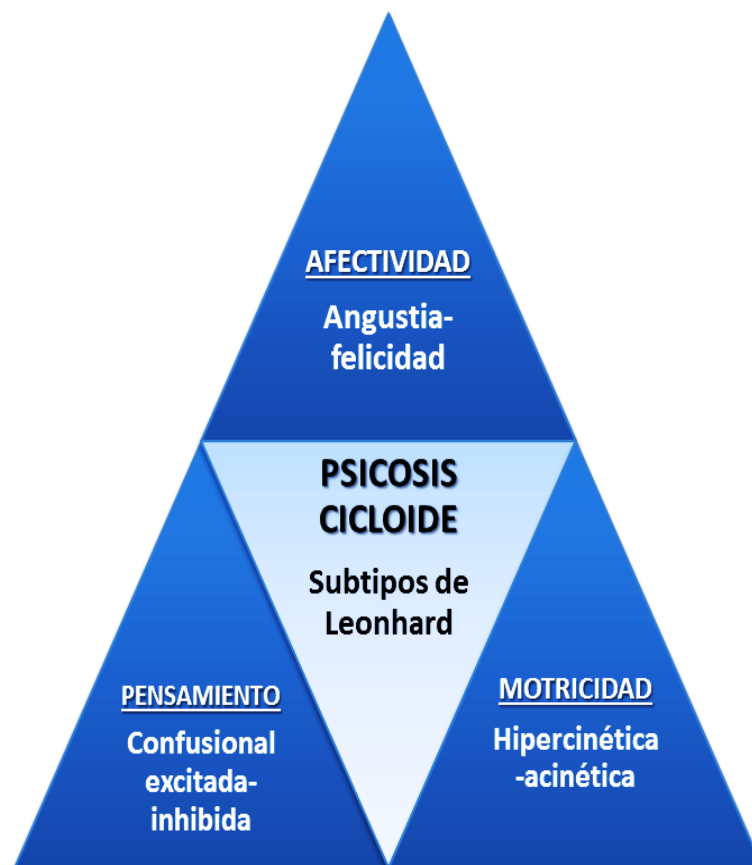 AFECTIVIDAD
Angustia-
felicidad
PSICOSIS
CICLOIDE
Subtipos de
Leonhard
PENSAMIENTO
Confusional
excitada-
inhibida
MOTRICIDAD
Hipercinética
-acinética